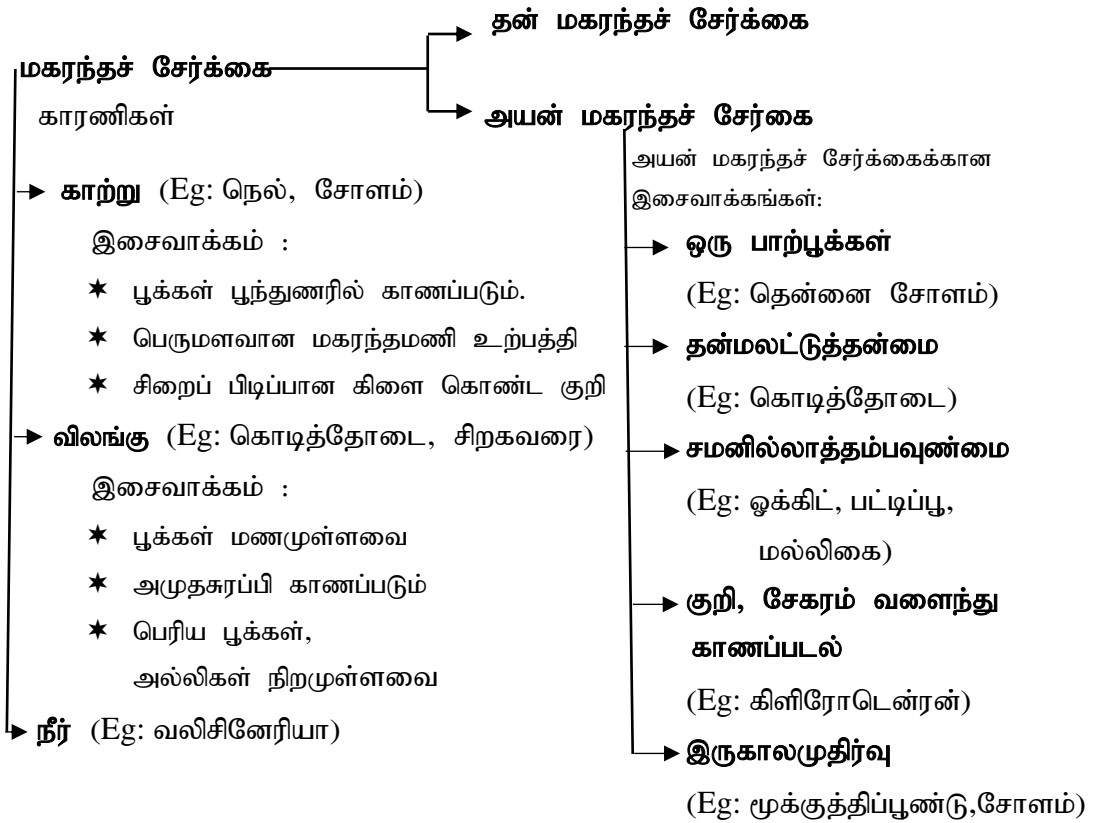 தன் மகரந்தச் சேர்க்கை
மகரந்தச் சேர்க்கை
காரணிகள்
அயன் மகரந்தச் சேர்கை
காற்று (Eg: நெல், சோளம்)
இசைவாக்கம் :
✶ பூக்கள் பூந்துணரில் காணப்படும்.
✶ பெருமளவான மகரந்தமணி உற்பத்தி
✶ சிறைப் பிடிப்பான கிளை கொண்ட குறி
விலங்கு (Eg: கொடித்தோடை, சிறகவரை)
இசைவாக்கம் :
✶ பூக்கள் மணமுள்ளவை
✶ அமுதசுரப்பி காணப்படும்
✶ பெரிய பூக்கள்,
அல்லிகள் நிறமுள்ளவை
நீர் (Eg: வலிசினேரியா)
அயன் மகரந்தச் சேர்க்கைக்கான
இசைவாக்கங்கள்:
ஒரு பாற்பூக்கள்
(Eg: தென்னை சோளம்)
தன்மலட்டுத்தன்மை
(Eg: கொடித்தோடை)
சமனில்லாத்தம்பவுண்மை
(Eg: ஓக்கிட், பட்டிப்பூ,
மல்லிகை)
குறி, சேகரம் வளைந்து
காணப்படல்
(Eg: கிளிரோடென்ரன்)
இருகாலமுதிர்வு
(Eg: மூக்குத்திப்பூண்டு,சோளம்)